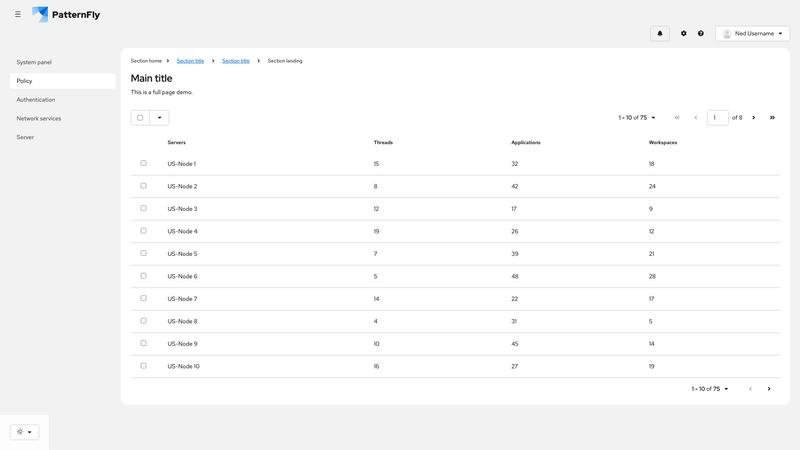 PatternFly
Ned Username
System panel
Policy
Authentication
Network services
Server
Section home Section title Section title Section landing
Main title
This is a full page demo.
1 - 10 of 75 1 of 8
Servers Threads Applications Workspaces
US-Node 1 15 32 18
US-Node 2 8 42 24
US-Node 3 12 17 9
US-Node 4 19 26 12
US-Node 5 7 39 21
US-Node 6 5 48 28
US-Node 7 14 22 17
US-Node 8 4 31 5
US-Node 9 10 45 14
US-Node 10 16 27 19
1 - 10 of 75